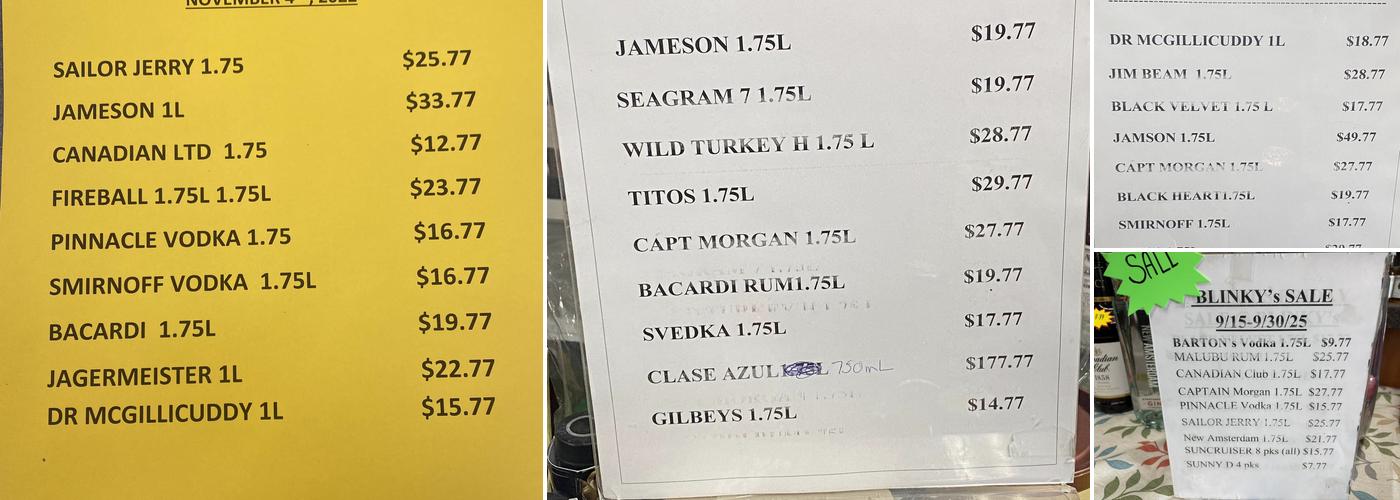 SAILOR JERRY 1.75 $25.77
JAMESON 1L $33.77
CANADIAN LTD 1.75 $12.77
FIREBALL 1.75L 1.75L $23.77
PINNACLE VODKA 1.75 $16.77
SMIRNOFF VODKA 1.75L $16.77
BACARDI 1.75L $19.77
JAGERMEISTER 1L $22.77
DR MCGILLICUDDY 1L $15.77
JAMESON 1.75L $19.77
SEAGRAM 7 1.75L $19.77
WILD TURKEY H 1.75 L $28.77
TITOS 1.75L $29.77
CAPT MORGAN 1.75L $27.77
BACARDI RUM1.75L $19.77
SVEDKA 1.75L $17.77
CLASE AZUL 750mL $177.77
GILBEYS 1.75L $14.77
DR MCGILLICUDDY 1L $18.77
JIM BEAM 1.75L $28.77
BLACK VELVET 1.75 L $17.77
JAMSON 1.75L $49.77
CAPT MORGAN 1.75L $27.77
BLACK HEART1.75L $19.77
SMIRNOFF 1.75L $17.77
SALE
BLINKY's SALE
9/15-9/30/25
BARTON's Vodka 1.75L $9.77
MALUBU RUM 1.75L $25.77
CANADIAN Club 1.75L $17.77
CAPTAIN Morgan 1.75L $27.77
PINNACLE Vodka 1.75L $15.77
SAILOR JERRY 1.75L $25.77
New Amsterdam 1.75L $21.77
SUNCRUISER 8 pks (all) $15.77
SUNNY D 4 pks $7.77